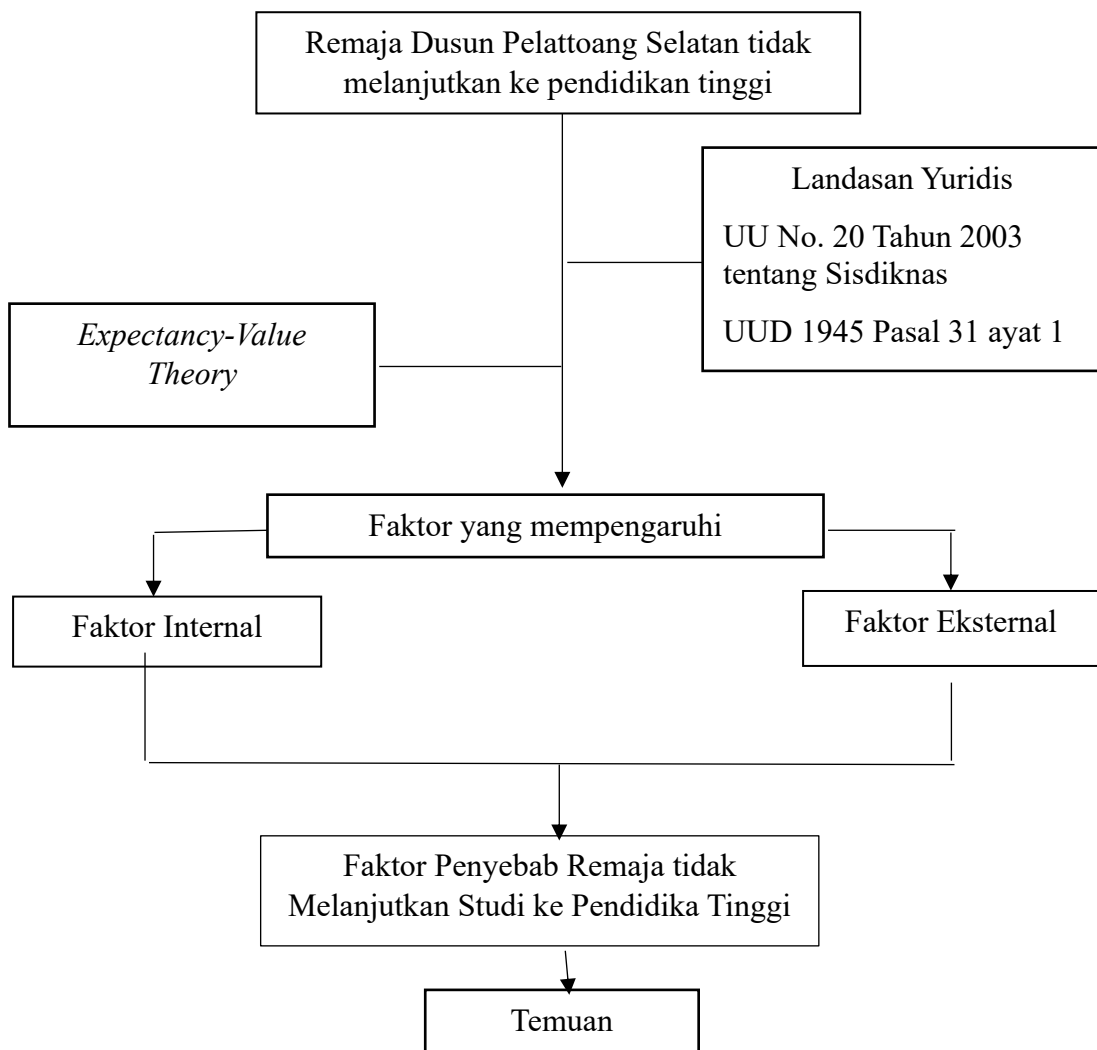 Remaja Dusun Pelattoang Selatan tidak
melanjutkan ke pendidikan tinggi
Landasan Yuridis
UU No. 20 Tahun 2003
tentang Sisdiknas
UUD 1945 Pasal 31 ayat 1
Expectancy-Value
Theory
Faktor yang mempengaruhi
Faktor Internal
Faktor Eksternal
Faktor Penyebab Remaja tidak
Melanjutkan Studi ke Pendidika Tinggi
Temuan